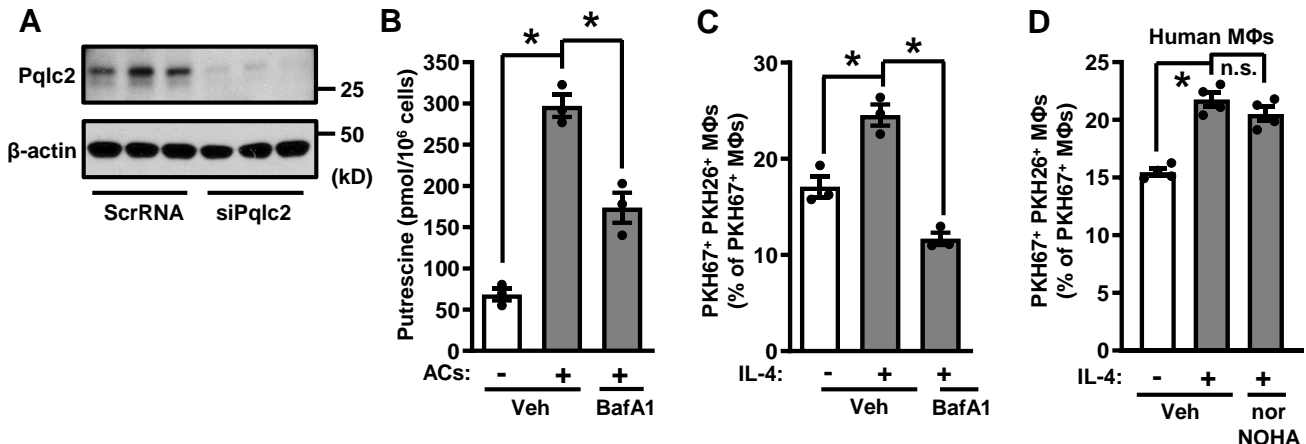 A
Pqlc2
25
50
β-actin
(kD)
ScrRNA siPqlc2
B
Putrescine (pmol/10⁶ cells)
350
300
250
200
150
100
50
0
* *
ACs: - + +
Veh BafA1
C
PKH67⁺ PKH26⁺ MΦs
(% of PKH67⁺ MΦs)
30
20
10
0
* *
IL-4: - + +
Veh BafA1
D
Human MΦs
PKH67⁺ PKH26⁺ MΦs
(% of PKH67⁺ MΦs)
25
20
15
10
5
0
* n.s.
IL-4: - + +
Veh nor
NOHA